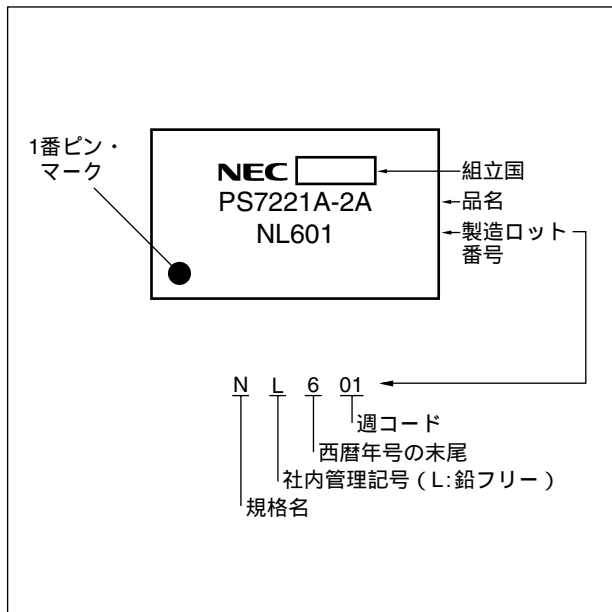 1番ピン・
マーク
NEC
PS7221A-2A
NL601
組立国
品名
製造ロット
番号
N L 6 01
週コード
西暦年号の末尾
社内管理記号（L:鉛フリー）
規格名